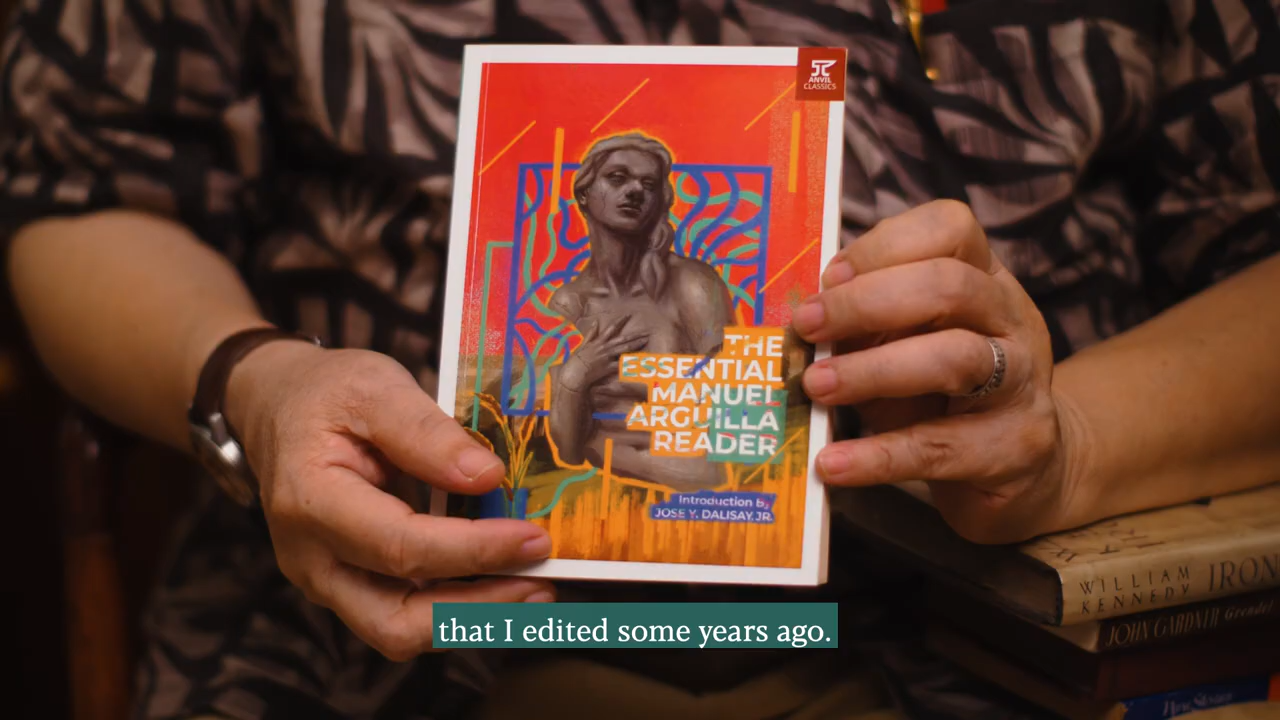 ANVIL
CLASSICS
THE
ESSENTIAL
MANUEL
ARGUILLA
READER
Introduction by
JOSE Y. DALISAY, JR.
WILLIAM
KENNEDY
IRON
JOHN GARDNER Grendel
that I edited some years ago.